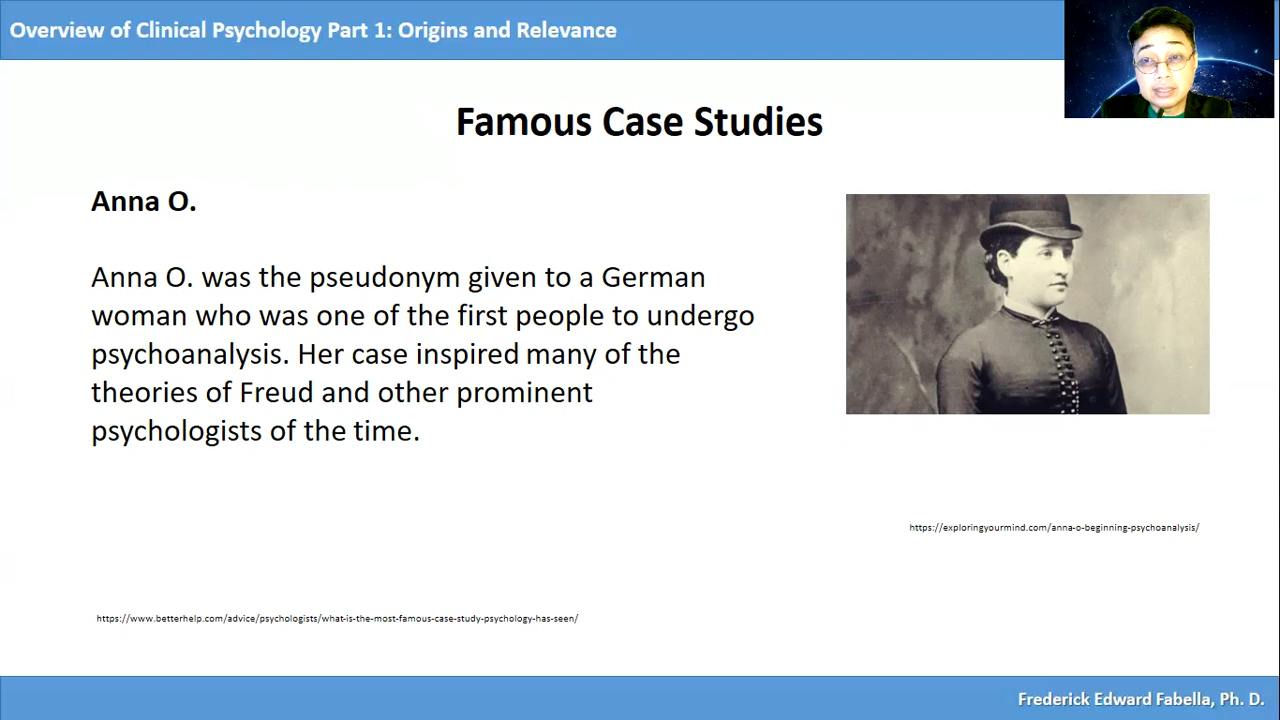 Overview of Clinical Psychology Part 1: Origins and Relevance
Famous Case Studies
Anna O.
Anna O. was the pseudonym given to a German
woman who was one of the first people to undergo
psychoanalysis. Her case inspired many of the
theories of Freud and other prominent
psychologists of the time.
https://exploringyourmind.com/anna-o-beginning-psychoanalysis/
https://www.betterhelp.com/advice/psychologists/what-is-the-most-famous-case-study-psychology-has-seen/
Frederick Edward Fabella, Ph. D.